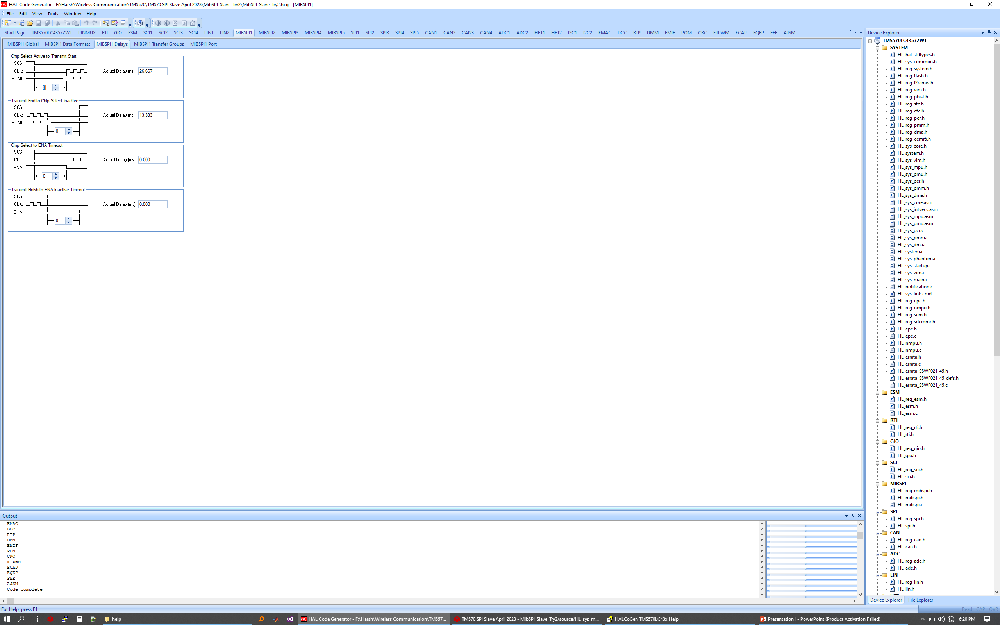 HC HAL Code Generator - F:\Harsh\Wireless Communication\TMS570\TMS70 SPI Slave April 2023\MibSPI_Slave_Try2\MibSPI_Slave_Try2.hcg - [MIBSPI1]
File Edit View Tools Window Help
Start Page TMS570LC4357ZWT PINMUX RTI GIO ESM SCI1 SCI2 SCI3 SCI4 LIN1 LIN2 MIBSPI1 MIBSPI2 MIBSPI3 MIBSPI4 MIBSPI5 SPI1 SPI2 SPI3 SPI4 SPI5 CAN1 CAN2 CAN3 CAN4 ADC1 ADC2 HET1 HET2 I2C1 I2C2 EMAC DCC RTP DMM EMIF POM CRC ETPWM ECAP EQEP FEE AJSM
MIBSPI1 Global MIBSPI1 Data Formats MIBSPI1 Delays MIBSPI1 Transfer Groups MIBSPI1 Port
Chip Select Active to Transmit Start
SCS:
CLK: Actual Delay (ns): 26.667
SOMI:
0
Transmit End to Chip Select Inactive
SCS:
CLK: Actual Delay (ns): 13.333
SOMI:
0
Chip Select to ENA Timeout
SCS:
CLK: Actual Delay (ms): 0.000
ENA:
0
Transmit Finish to ENA Inactive Timeout
SCS:
CLK: Actual Delay (ms): 0.000
ENA:
0
Output
EMAC
DCC
RTP
DMM
EMIF
POM
CRC
ETPWM
ECAP
EQEP
FEE
AJSM
Code complete
Device Explorer
TMS570LC4357ZWT
SYSTEM
HL_hal_stdtypes.h
HL_sys_common.h
HL_reg_system.h
HL_reg_flash.h
HL_reg_l2ramw.h
HL_reg_vim.h
HL_reg_pbist.h
HL_reg_stc.h
HL_reg_efc.h
HL_reg_pcr.h
HL_reg_pmm.h
HL_reg_dma.h
HL_reg_ccmr5.h
HL_sys_core.h
HL_system.h
HL_sys_vim.h
HL_sys_mpu.h
HL_sys_pmu.h
HL_sys_pcr.h
HL_sys_pmm.h
HL_sys_dma.h
HL_sys_core.asm
HL_sys_intvecs.asm
HL_sys_mpu.asm
HL_sys_pmu.asm
HL_sys_pcr.c
HL_sys_pmm.c
HL_sys_dma.c
HL_system.c
HL_sys_phantom.c
HL_sys_startup.c
HL_sys_vim.c
HL_sys_main.c
HL_notification.c
HL_sys_link.cmd
HL_reg_epc.h
HL_reg_nmpu.h
HL_reg_scm.h
HL_reg_sdcmmr.h
HL_epc.h
HL_epc.c
HL_nmpu.h
HL_nmpu.c
HL_errata.h
HL_errata.c
HL_errata_SSWF021_45.h
HL_errata_SSWF021_45_defs.h
HL_errata_SSWF021_45.c
ESM
HL_reg_esm.h
HL_esm.h
HL_esm.c
RTI
HL_reg_rti.h
HL_rti.h
GIO
HL_reg_gio.h
HL_gio.h
SCI
HL_reg_sci.h
HL_sci.h
MIBSPI
HL_reg_mibspi.h
HL_mibspi.h
HL_mibspi.c
SPI
HL_reg_spi.h
HL_spi.h
CAN
HL_reg_can.h
HL_can.h
ADC
HL_reg_adc.h
HL_adc.h
LIN
HL_reg_lin.h
HL_lin.h
Device Explorer File Explorer
For Help, press F1 Read CAP OVR
help HC HAL Code Generator - F:\Harsh\Wireless Communication\TMS57... TMS70 SPI Slave April 2023 - MibSPI_Slave_Try2/source/HL_sys_m... HALCoGen TMS570LC43x Help Presentation1 - PowerPoint (Product Activation Failed) 6:20 PM